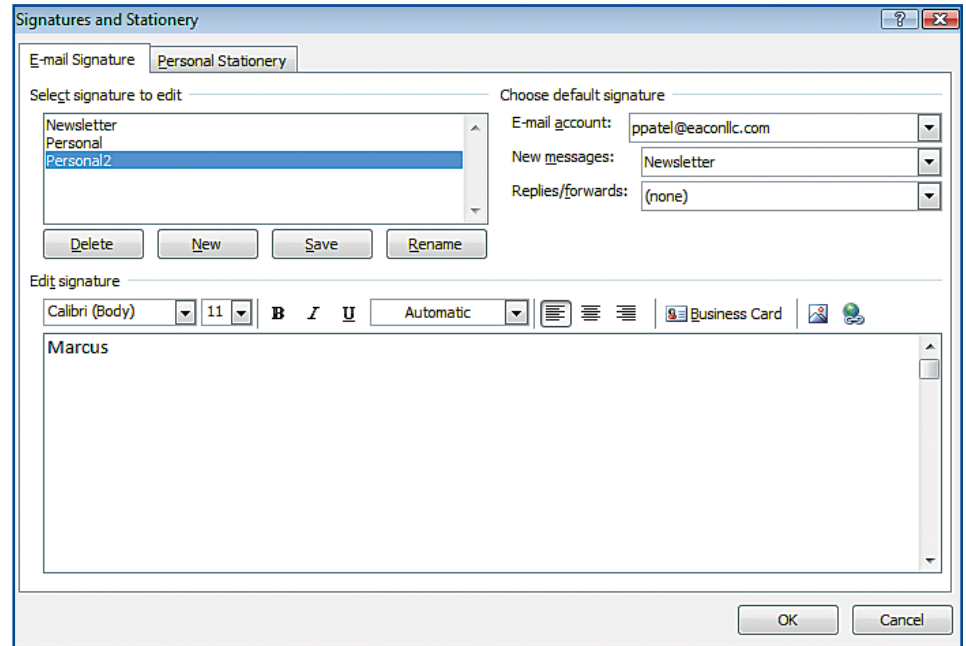 Signatures and Stationery
E-mail Signature Personal Stationery
Select signature to edit
Newsletter
Personal
Personal2
Delete New Save Rename
Choose default signature
E-mail account: ppatel@eaconllc.com
New messages: Newsletter
Replies/forwards: (none)
Edit signature
Calibri (Body) 11 B I U Automatic Business Card
Marcus
OK Cancel